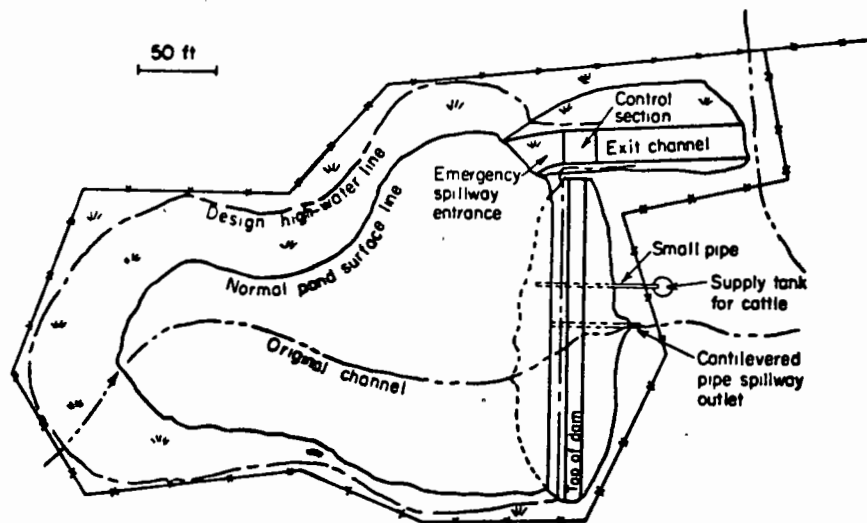 50 ft
Control
section
Exit channel
Emergency
spillway
entrance
Design high-water line
Normal pond surface line
Small pipe
Supply tank
for cattle
Original channel
Cantilevered
pipe spillway
outlet
Top of dam